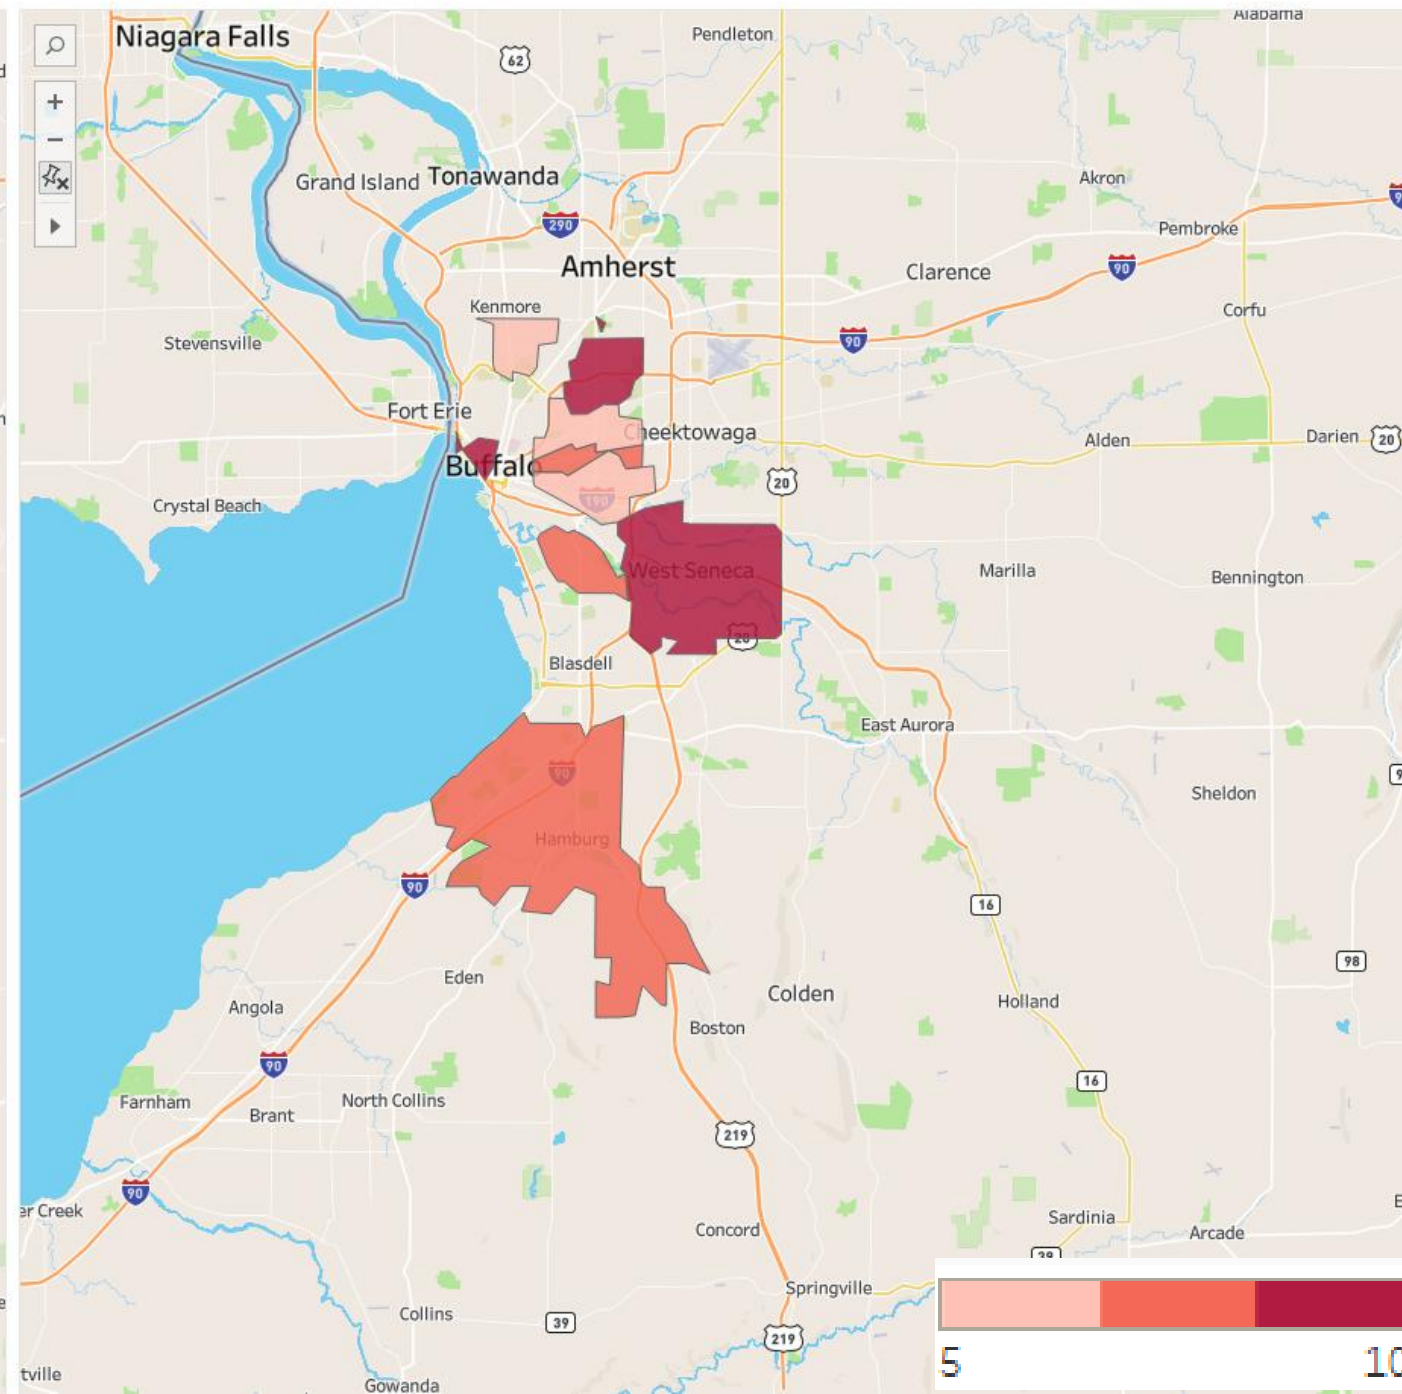 Alabama
Niagara Falls
Pendleton
62
+
−
Grand Island
Tonawanda
Akron
290
Pembroke
Amherst
Clarence
90
Kenmore
Corfu
Stevensville
90
Fort Erie
Cheektowaga
Alden
Darien
20
Buffalo
20
190
Crystal Beach
West Seneca
Marilla
Bennington
20
Blasdell
East Aurora
90
Sheldon
Hamburg
90
16
98
Eden
Colden
Angola
Holland
Boston
90
16
Farnham
North Collins
Brant
219
90
er Creek
Sardinia
Concord
Arcade
39
Springville
5
10
Collins
39
219
tville
Gowanda